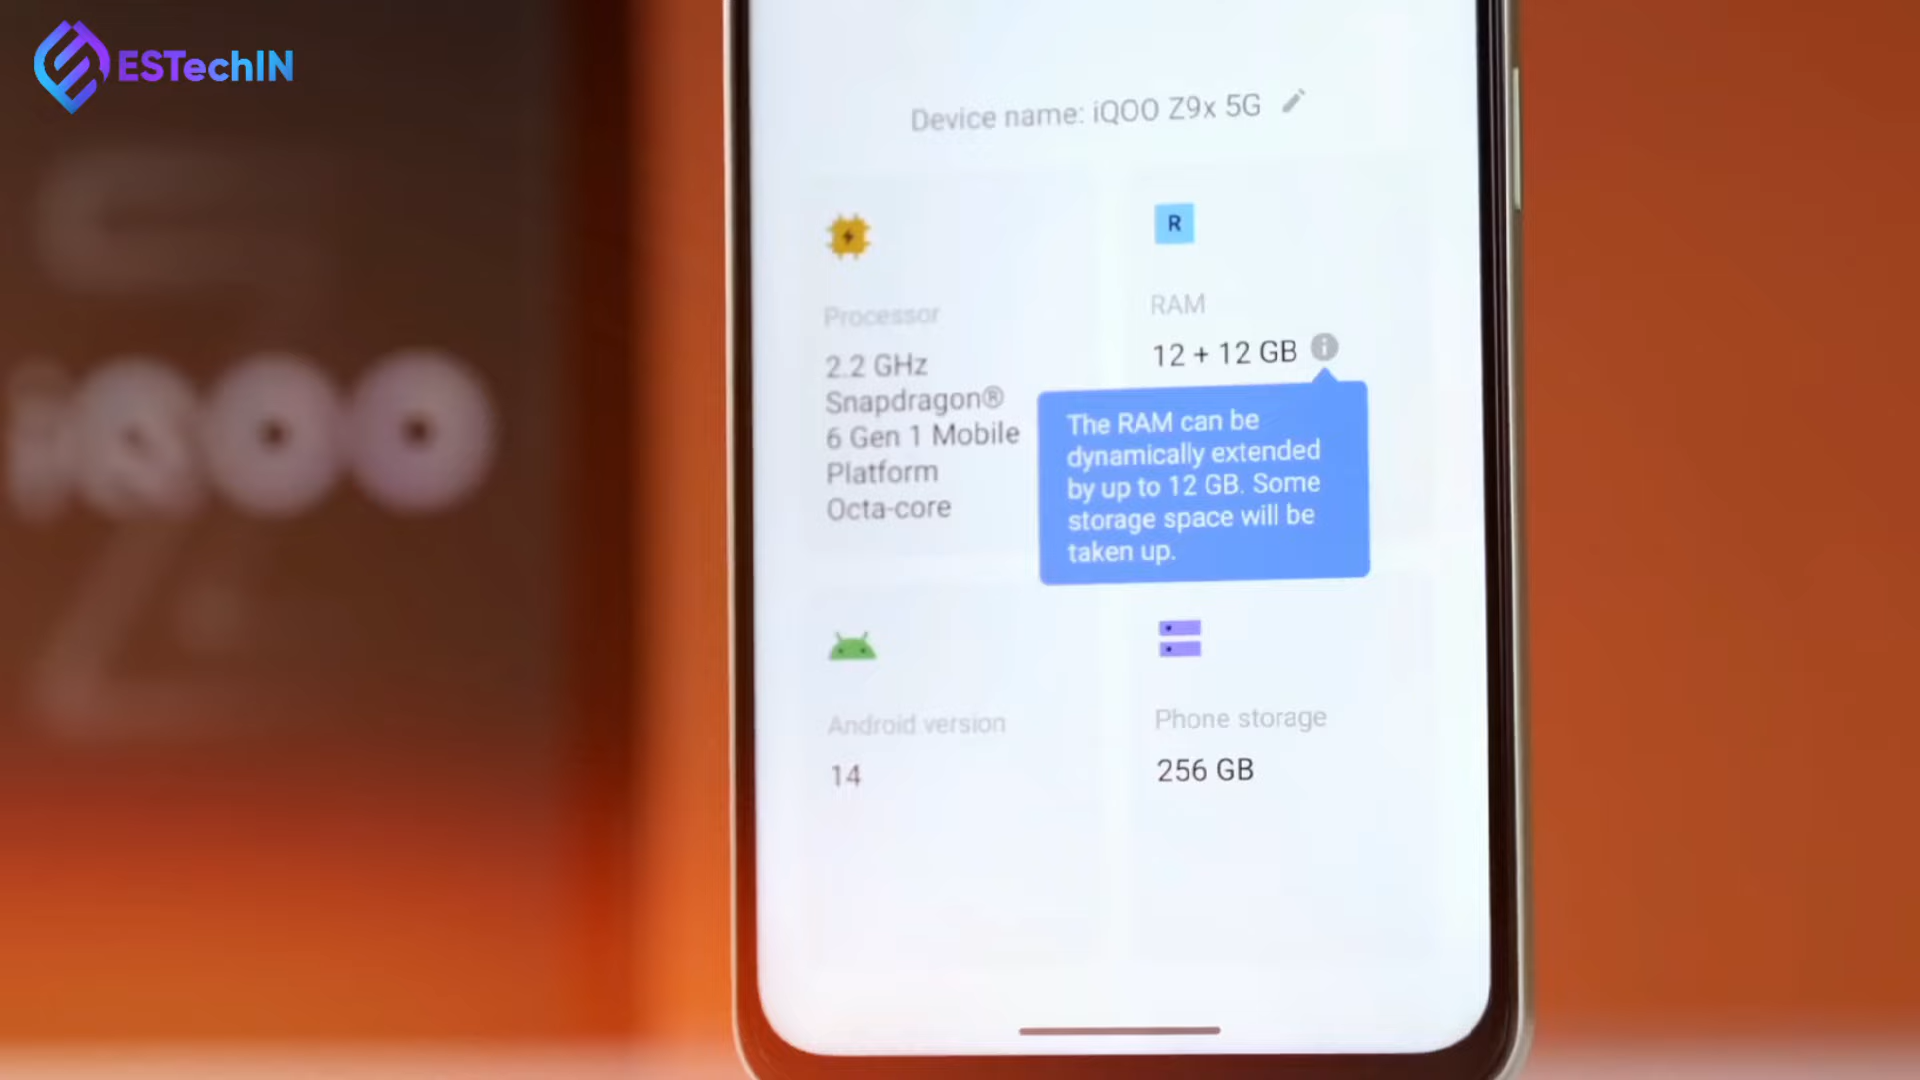 ESTechIN
Device name: iQOO Z9x 5G
R
Processor
2.2 GHz
Snapdragon®
6 Gen 1 Mobile
Platform
Octa-core
RAM
12 + 12 GB
The RAM can be
dynamically extended
by up to 12 GB. Some
storage space will be
taken up.
Android version
14
Phone storage
256 GB
iQOO